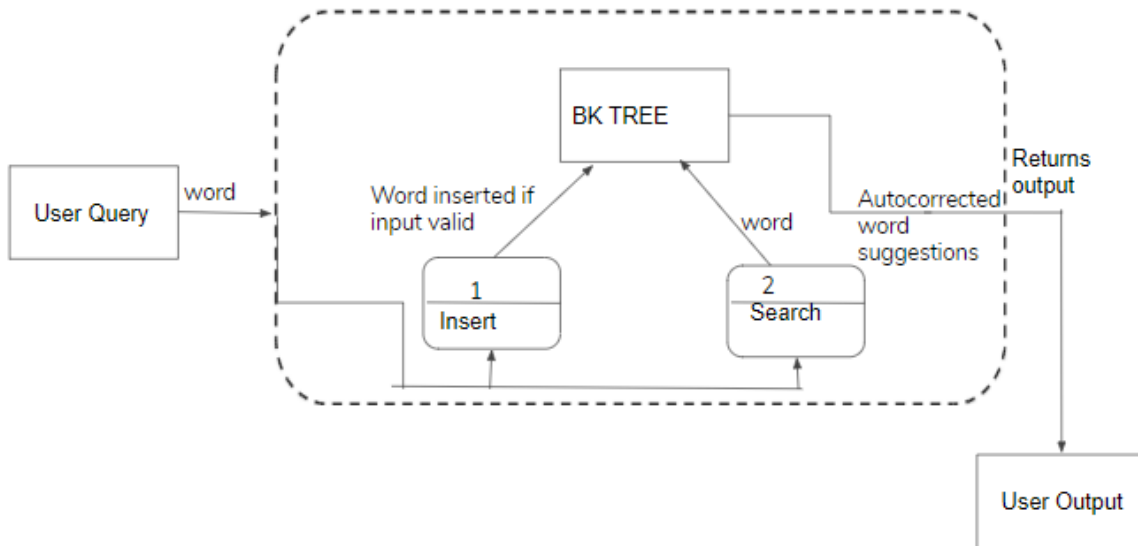 BK TREE
Returns
output
User Query
word
Word inserted if
input valid
word
Autocorrected
word
suggestions
1
Insert
2
Search
User Output